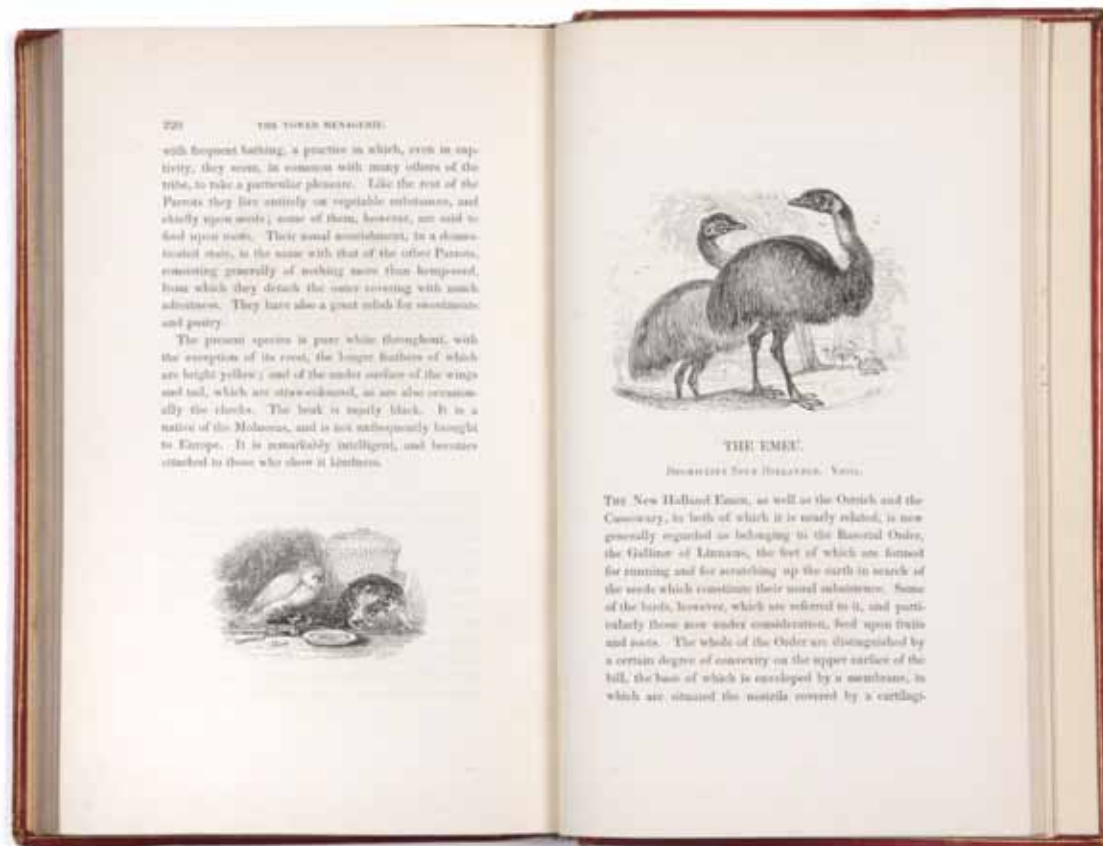 220 THE TOWER MENAGERIE.
with frequent bathing, a practice in which, even in cap-
tivity, they seem, in common with many others of the
tribe, to take a particular pleasure. Like the rest of the
Parrots they live entirely on vegetable substances, and
chiefly upon seeds; some of them, however, are said to
feed upon roots. Their usual nourishment, in a domes-
ticated state, is the same with that of the other Parrots,
consisting generally of nothing more than hempseed,
from which they detach the outer covering with much
adroitness. They have also a great relish for sweetmeats
and pastry.
The present species is pure white throughout, with
the exception of its crest, the longer feathers of which
are bright yellow; and of the under surface of the wings
and tail, which are straw-coloured, as are also occasion-
ally the cheeks. The beak is nearly black. It is a
native of the Moluccas, and is not unfrequently brought
to Europe. It is remarkably intelligent, and becomes
attached to those who show it kindness.
THE EMEU.
The New Holland Emeu, as well as the Ostrich and the
Cassowary, to both of which it is nearly related, is now
generally regarded as belonging to the Rasorial Order,
the Gallinæ of Linnæus, the feet of which are formed
for running and for scratching up the earth in search of
the seeds which constitute their usual subsistence. Some
of the birds, however, which are referred to it, and parti-
cularly those now under consideration, feed upon fruits
and roots. The whole of the Order are distinguished by
a certain degree of convexity on the upper surface of the
bill, the base of which is enveloped by a membrane, in
which are situated the nostrils covered by a cartilagi-